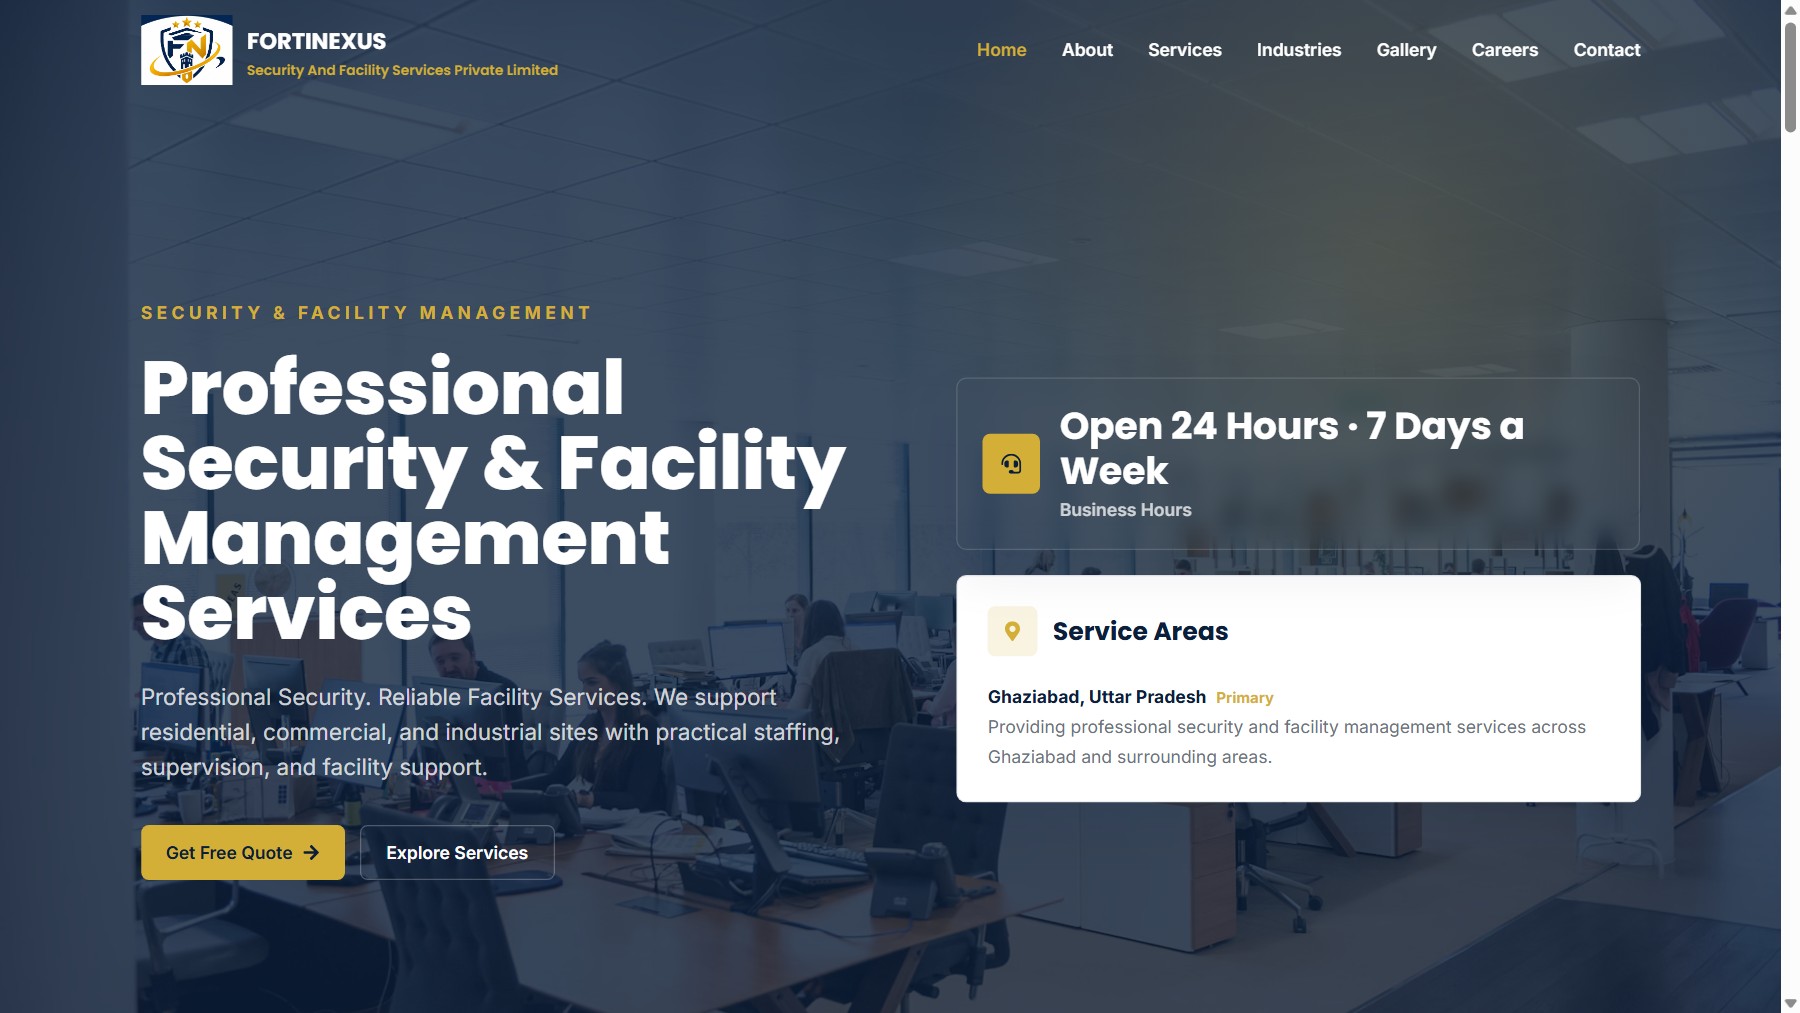 FN
FORTINEXUS
Security And Facility Services Private Limited
Home
About
Services
Industries
Gallery
Careers
Contact
SECURITY & FACILITY MANAGEMENT
Professional
Security & Facility
Management
Services
Professional Security. Reliable Facility Services. We support
residential, commercial, and industrial sites with practical staffing,
supervision, and facility support.
Get Free Quote
Explore Services
Open 24 Hours · 7 Days a
Week
Business Hours
Service Areas
Ghaziabad, Uttar Pradesh Primary
Providing professional security and facility management services across
Ghaziabad and surrounding areas.